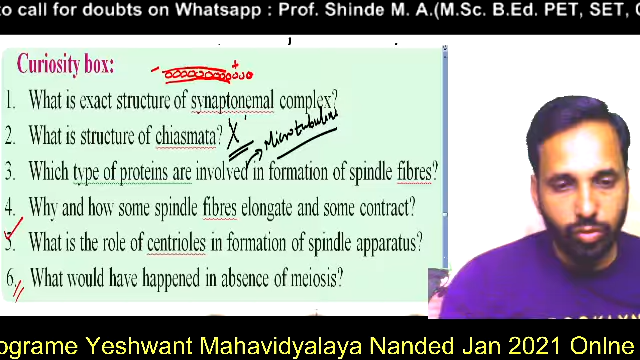 to call for doubts on Whatsapp : Prof. Shinde M. A.(M.Sc. B.Ed. PET, SET,
Curiosity box:
- +
1. What is exact structure of synaptonemal complex?
2. What is structure of chiasmata? X Microtubulin
3. Which type of proteins are involved in formation of spindle fibres?
4. Why and how some spindle fibres elongate and some contract?
5. What is the role of centrioles in formation of spindle apparatus?
6. What would have happened in absence of meiosis?
BROOKLYN
ograme Yeshwant Mahavidyalaya Nanded Jan 2021 Onlne